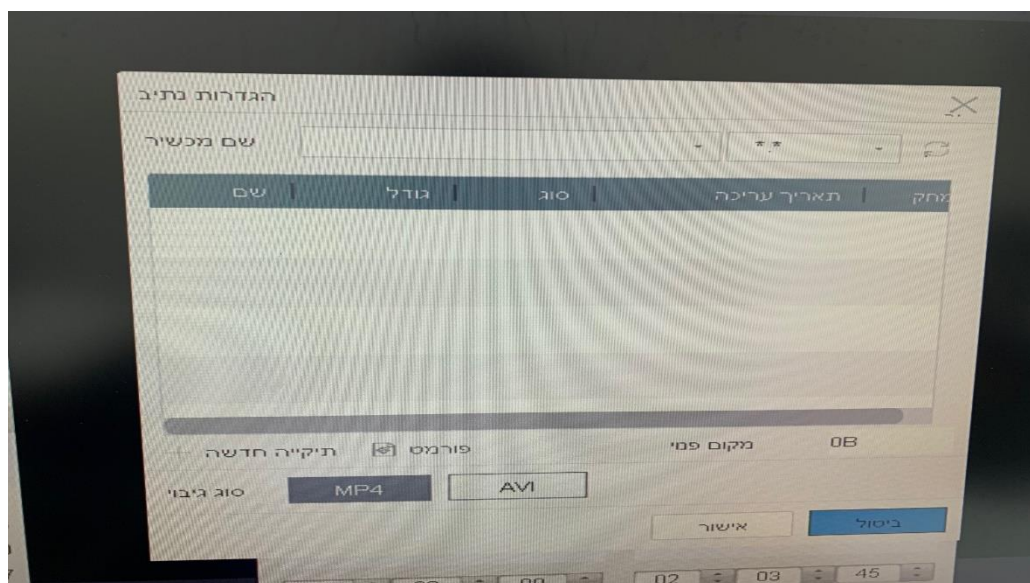 הגדרות נתיב
שם מכשיר *.*
שם | גודל | סוג | תאריך עריכה | מחק
תיקייה חדשה פורמט מקום פנוי 0B
סוג גיבוי MP4 AVI
אישור ביטול
00 02 03 45